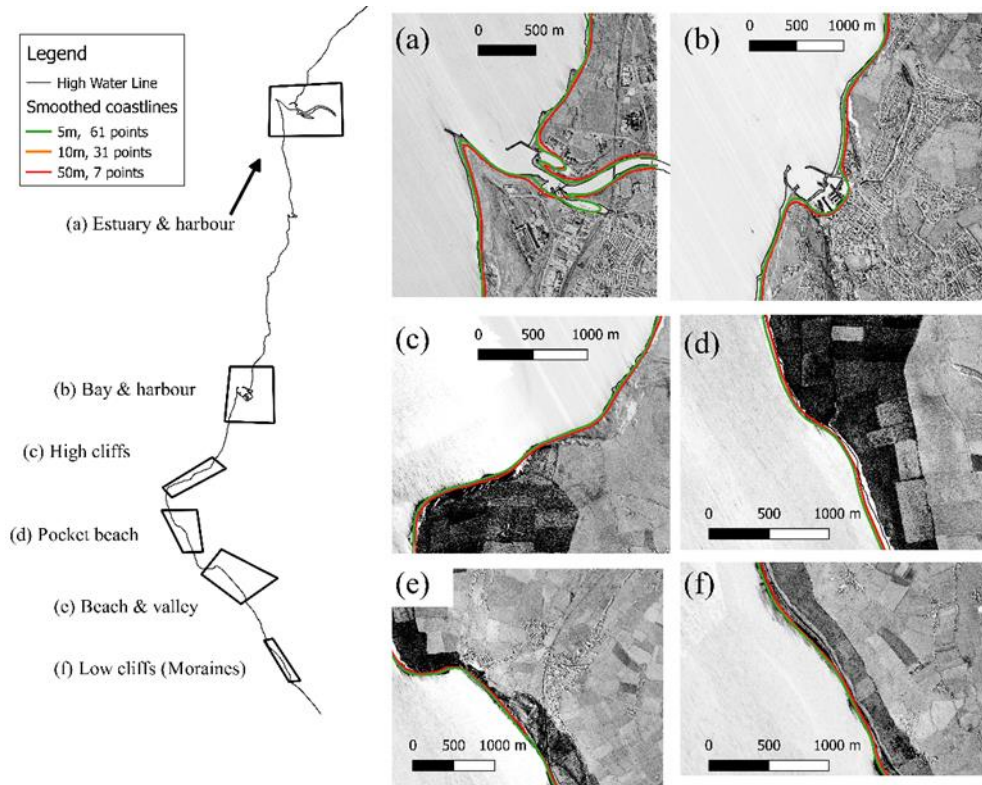 Legend
High Water Line
Smoothed coastlines
5m, 61 points
10m, 31 points
50m, 7 points
(a) Estuary & harbour
(b) Bay & harbour
(c) High cliffs
(d) Pocket beach
(e) Beach & valley
(f) Low cliffs (Moraines)
(a)
0 500 m
(b)
0 500 1000 m
(c)
0 500 1000 m
(d)
0 500 1000 m
(e)
0 500 1000 m
(f)
0 500 1000 m